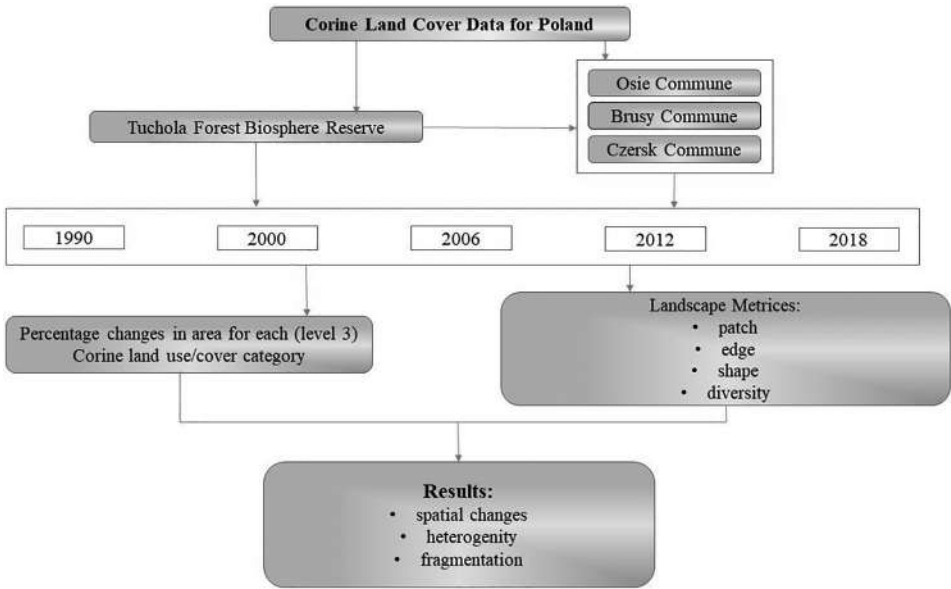 Corine Land Cover Data for Poland
Osie Commune
Brusy Commune
Czersk Commune
Tuchola Forest Biosphere Reserve
1990
2000
2006
2012
2018
Percentage changes in area for each (level 3)
Corine land use/cover category
Landscape Metrices:
• patch
• edge
• shape
• diversity
Results:
• spatial changes
• heterogenity
• fragmentation